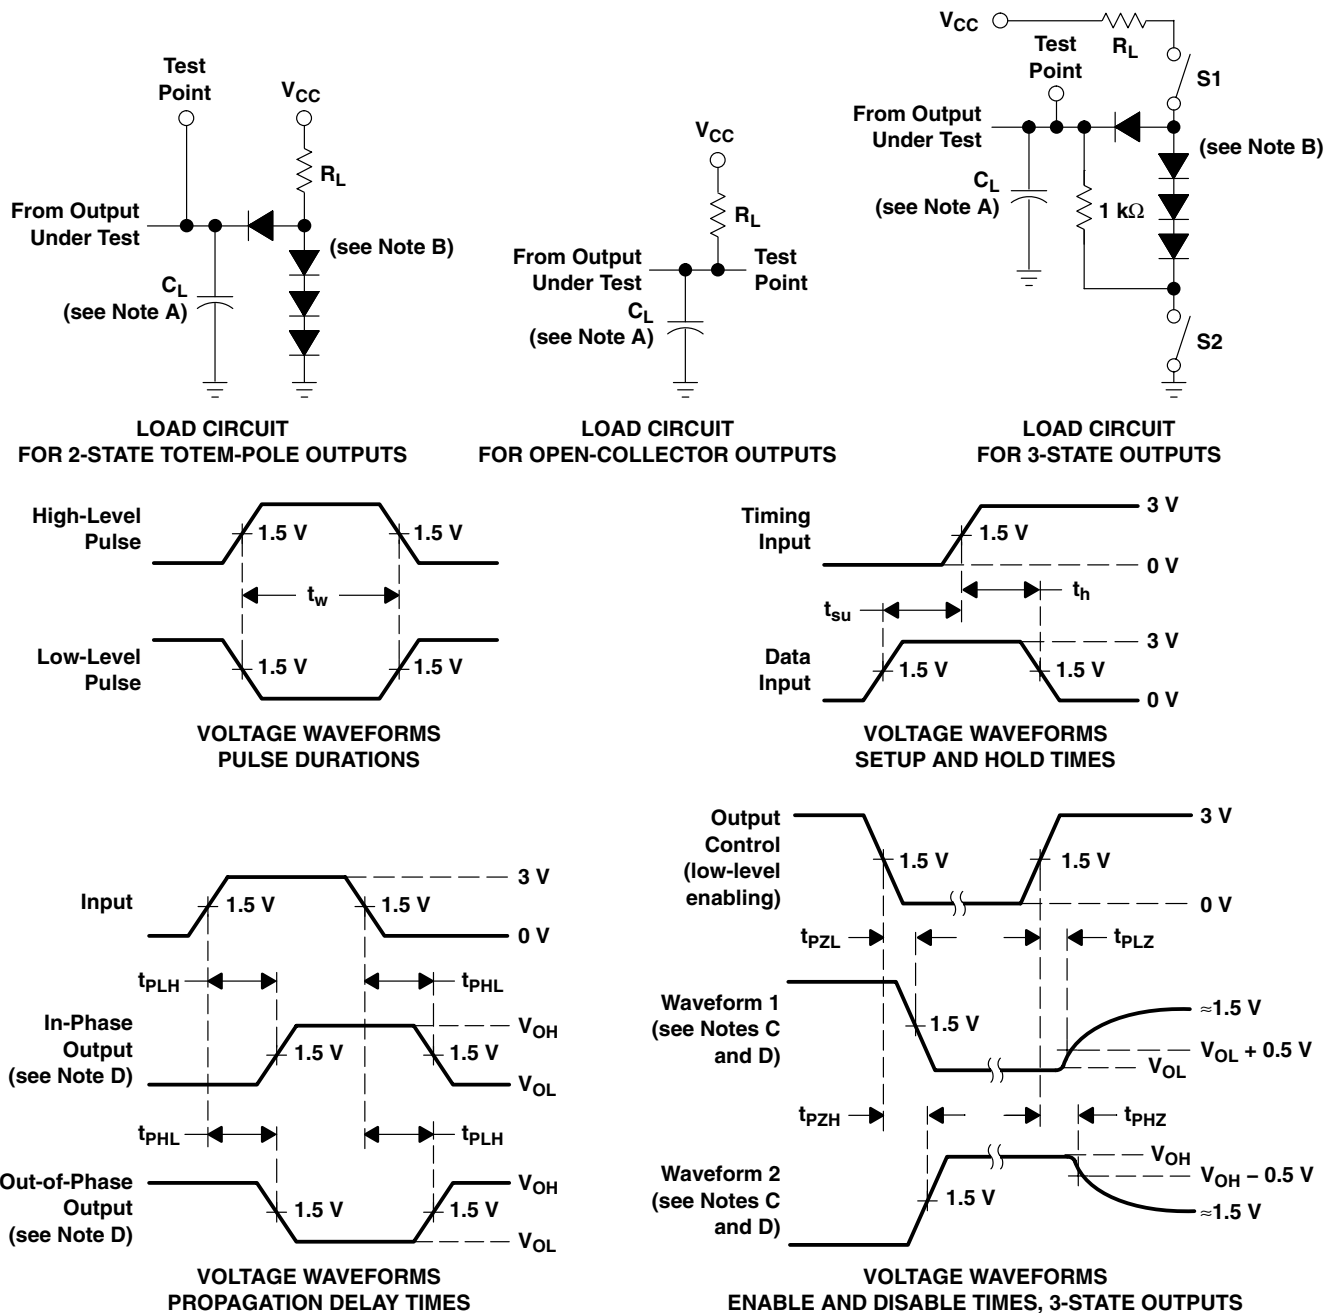 Test
Point
VCC
RL
From Output
Under Test
(see Note B)
CL
(see Note A)
LOAD CIRCUIT
FOR 2-STATE TOTEM-POLE OUTPUTS
VCC
RL
From Output
Under Test
Test
Point
CL
(see Note A)
LOAD CIRCUIT
FOR OPEN-COLLECTOR OUTPUTS
VCC
RL
Test
Point
S1
From Output
Under Test
(see Note B)
CL
(see Note A)
1 kΩ
S2
LOAD CIRCUIT
FOR 3-STATE OUTPUTS
High-Level
Pulse
1.5 V
1.5 V
tw
Low-Level
Pulse
1.5 V
1.5 V
VOLTAGE WAVEFORMS
PULSE DURATIONS
Timing
Input
1.5 V
3 V
0 V
th
tsu
Data
Input
1.5 V
1.5 V
3 V
0 V
VOLTAGE WAVEFORMS
SETUP AND HOLD TIMES
Input
1.5 V
1.5 V
3 V
0 V
tPLH
tPHL
In-Phase
Output
(see Note D)
1.5 V
1.5 V
VOH
VOL
tPHL
tPLH
Out-of-Phase
Output
(see Note D)
1.5 V
1.5 V
VOH
VOL
VOLTAGE WAVEFORMS
PROPAGATION DELAY TIMES
Output
Control
(low-level
enabling)
1.5 V
1.5 V
3 V
0 V
tPZL
tPLZ
Waveform 1
(see Notes C
and D)
1.5 V
≈1.5 V
VOL + 0.5 V
VOL
tPZH
tPHZ
Waveform 2
(see Notes C
and D)
1.5 V
VOH
VOH − 0.5 V
≈1.5 V
VOLTAGE WAVEFORMS
ENABLE AND DISABLE TIMES, 3-STATE OUTPUTS